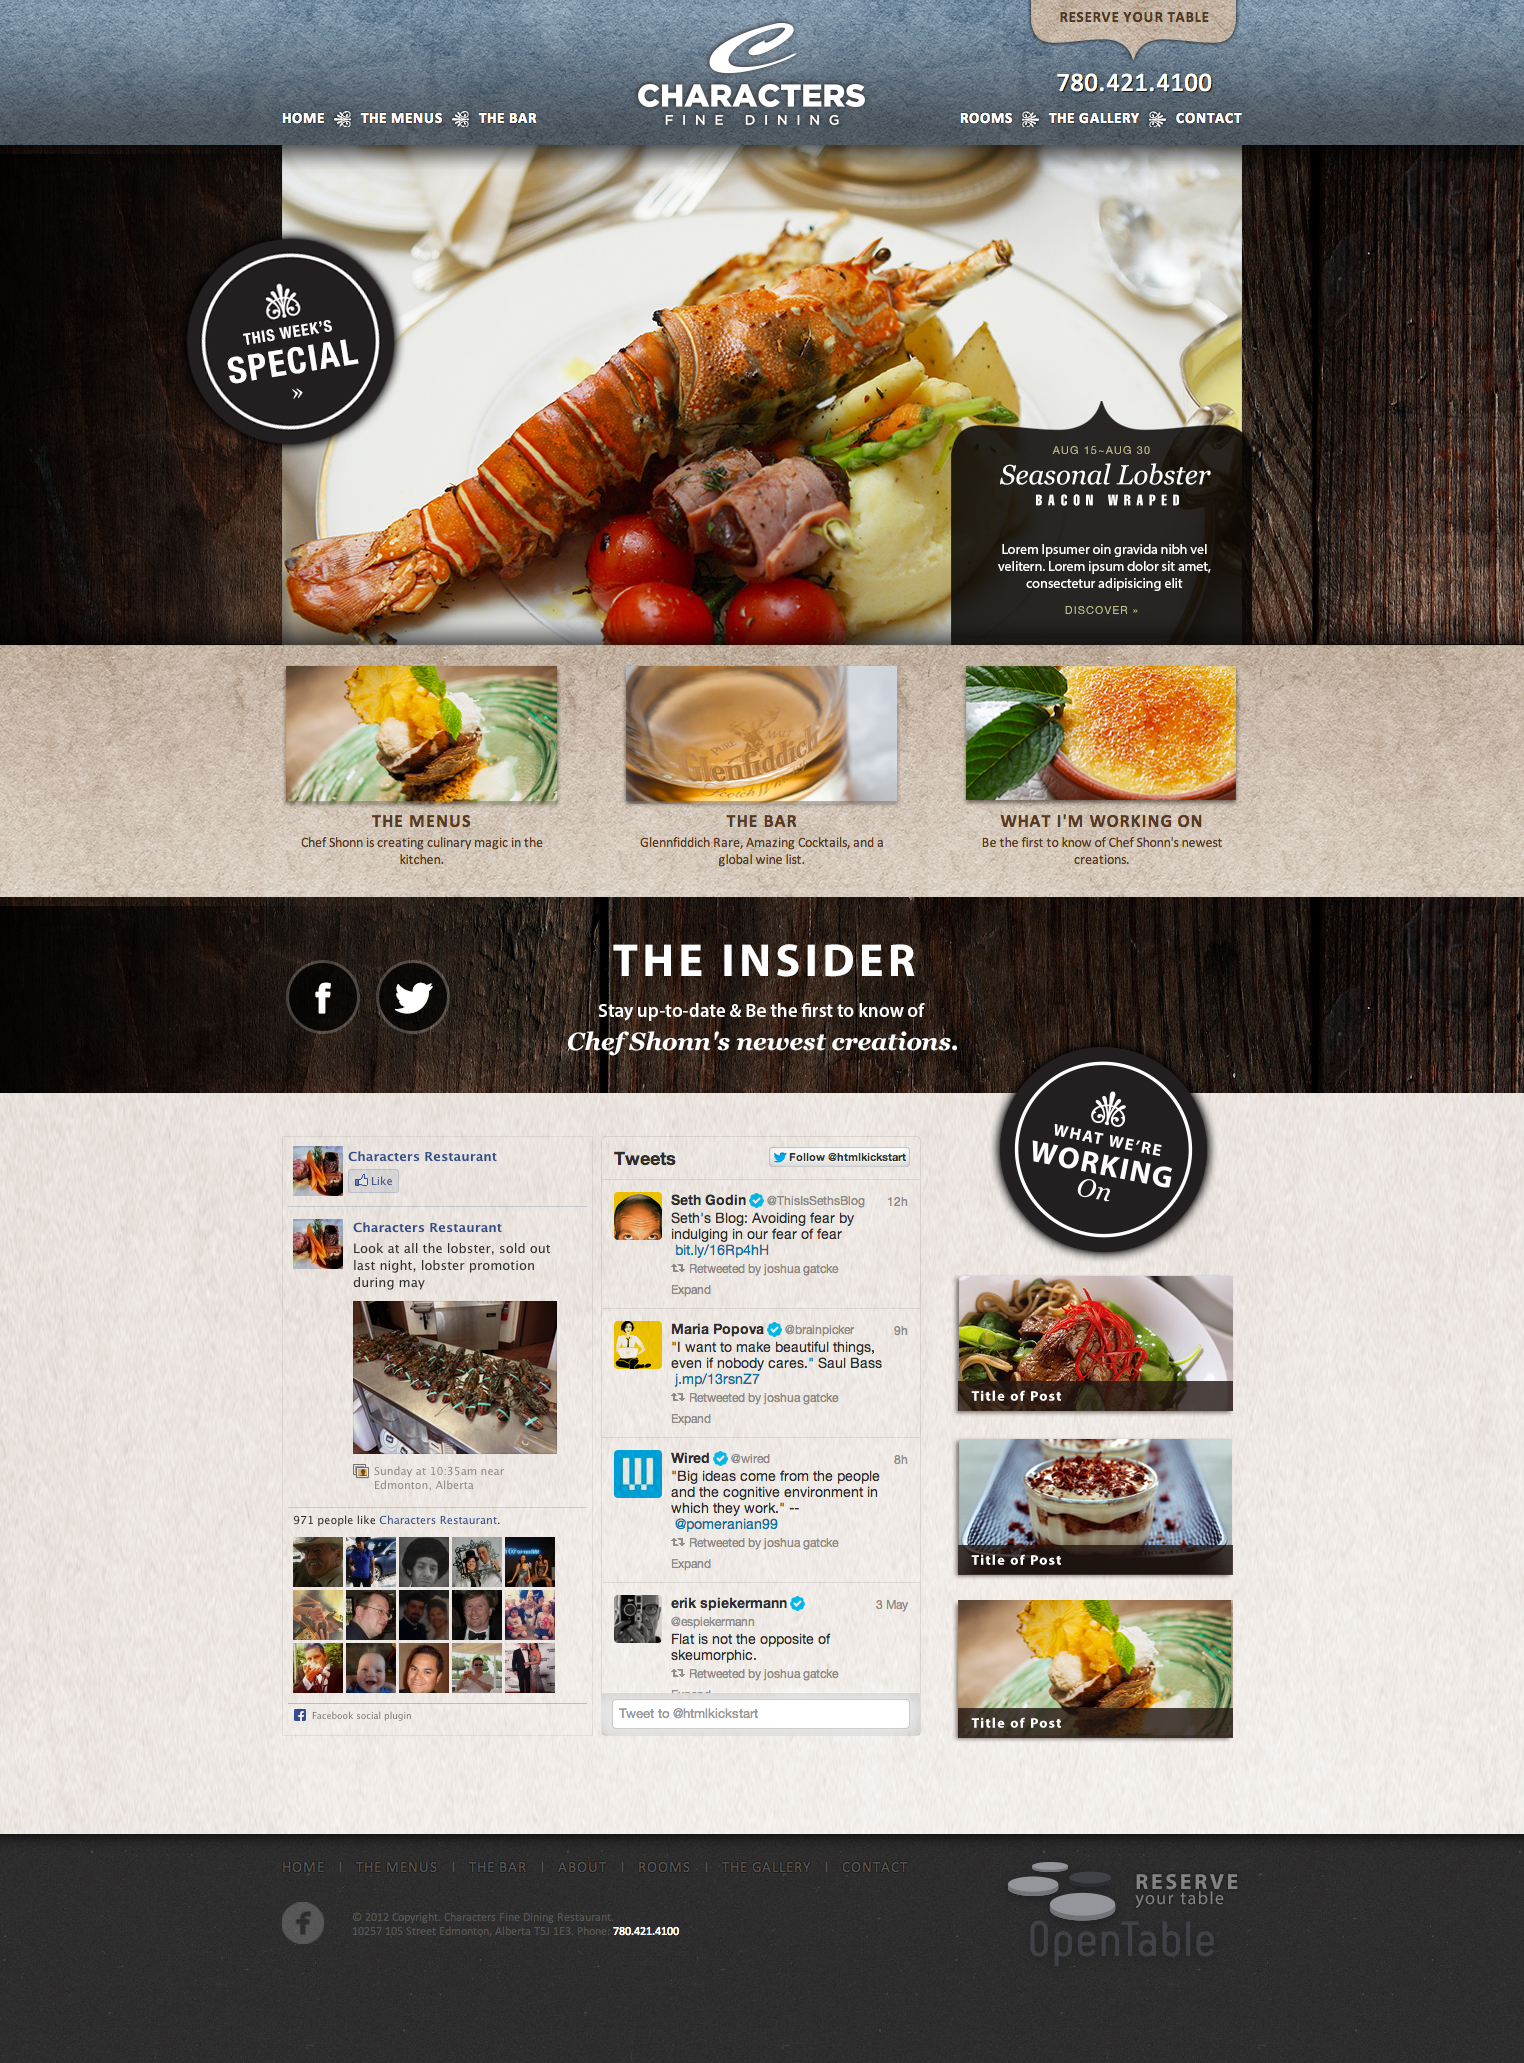 RESERVE YOUR TABLE
780.421.4100
CHARACTERS
FINE DINING
HOME THE MENUS THE BAR
ROOMS THE GALLERY CONTACT
THIS WEEK'S
SPECIAL
»
AUG 15~AUG 30
Seasonal Lobster
BACON WRAPED
Lorem Ipsumer oin gravida nibh vel
velitern. Lorem ipsum dolor sit amet,
consectetur adipisicing elit
DISCOVER »
PURE MALT
Glenfiddich
THE MENUS
Chef Shonn is creating culinary magic in the
kitchen.
THE BAR
Glennfiddich Rare, Amazing Cocktails, and a
global wine list.
WHAT I'M WORKING ON
Be the first to know of Chef Shonn's newest
creations.
THE INSIDER
Stay up-to-date & Be the first to know of
Chef Shonn's newest creations.
WHAT WE'RE
WORKING
On
Characters Restaurant
Like
Characters Restaurant
Look at all the lobster, sold out
last night, lobster promotion
during may
Sunday at 10:35am near
Edmonton, Alberta
971 people like Characters Restaurant.
Facebook social plugin
Tweets
Follow @htmlkickstart
Seth Godin @ThisIsSethsBlog 12h
Seth's Blog: Avoiding fear by
indulging in our fear of fear
bit.ly/16Rp4hH
Retweeted by joshua gatcke
Expand
Maria Popova @brainpicker 9h
"I want to make beautiful things,
even if nobody cares." Saul Bass
j.mp/13rsnZ7
Retweeted by joshua gatcke
Expand
Wired @wired 8h
"Big ideas come from the people
and the cognitive environment in
which they work." --
@pomeranian99
Retweeted by joshua gatcke
Expand
erik spiekermann 3 May
@espiekermann
Flat is not the opposite of
skeumorphic.
Retweeted by joshua gatcke
Tweet to @htmlkickstart
Title of Post
Title of Post
Title of Post
HOME | THE MENUS | THE BAR | ABOUT | ROOMS | THE GALLERY | CONTACT
© 2012 Copyright. Characters Fine Dining Restaurant.
10257 105 Street Edmonton, Alberta T5J 1E3. Phone: 780.421.4100
RESERVE
your table
OpenTable